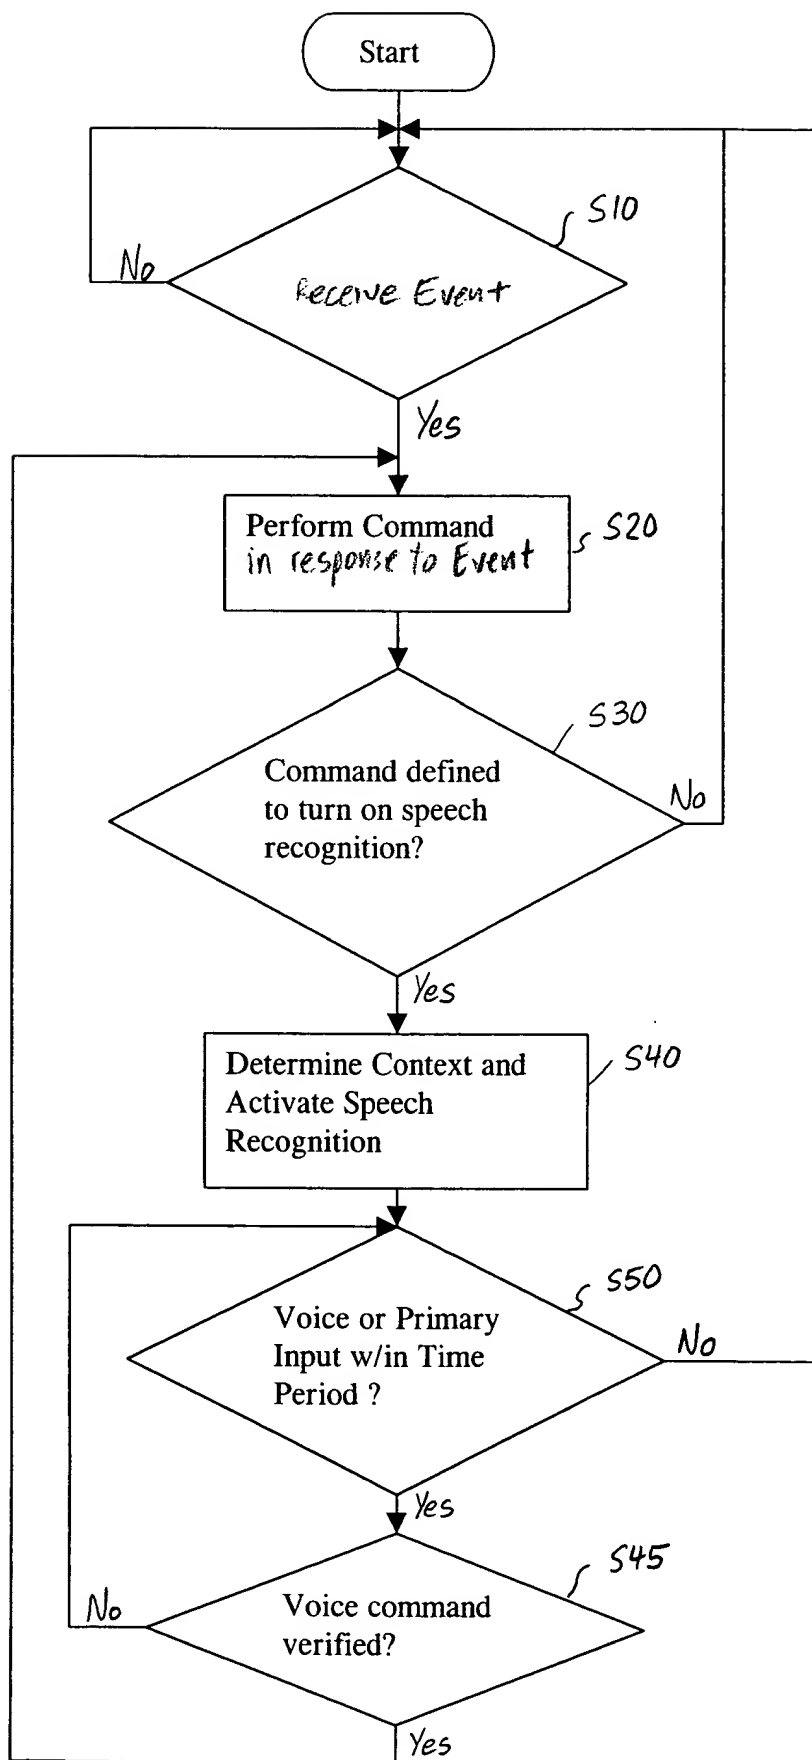 Start
S10
No
Receive Event
Yes
Perform Command
in response to Event
S20
S30
Command defined
to turn on speech
recognition?
No
Yes
Determine Context and
Activate Speech
Recognition
S40
S50
Voice or Primary
Input w/in Time
Period ?
No
Yes
S45
No
Voice command
verified?
Yes